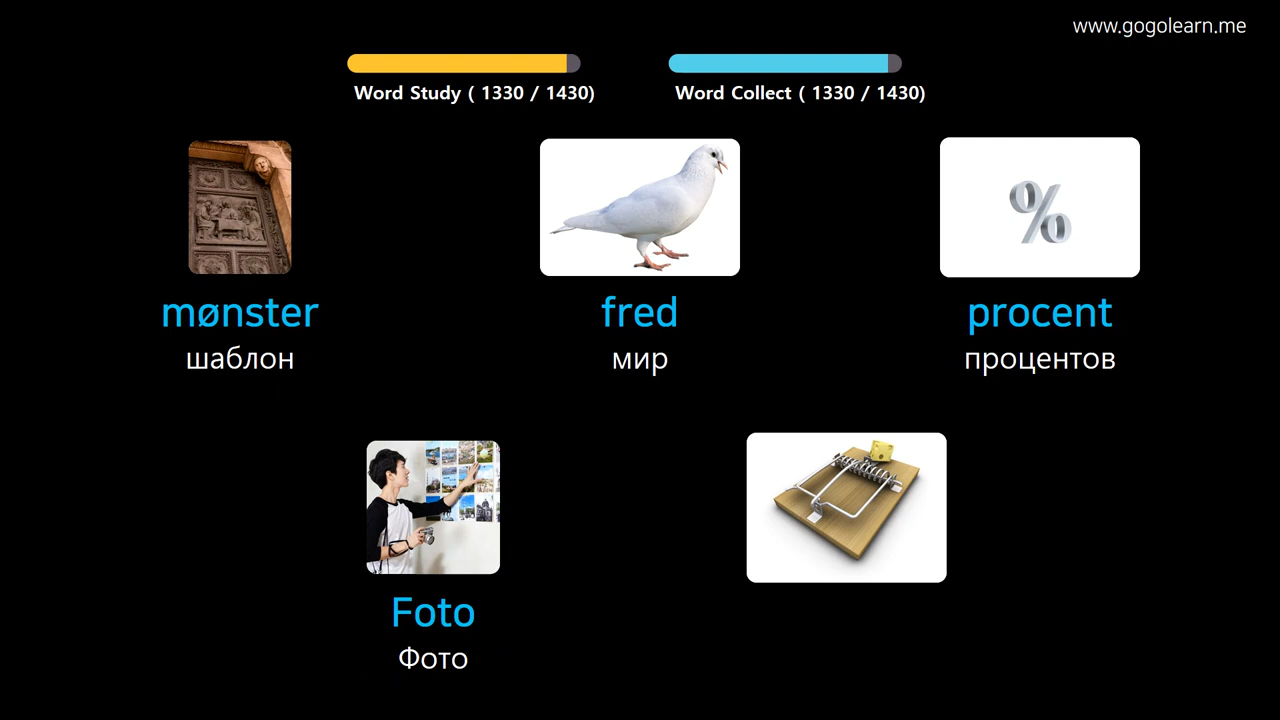 www.gogolearn.me
Word Study ( 1330 / 1430)
Word Collect ( 1330 / 1430)
mønster
шаблон
fred
мир
procent
процентов
Foto
Фото